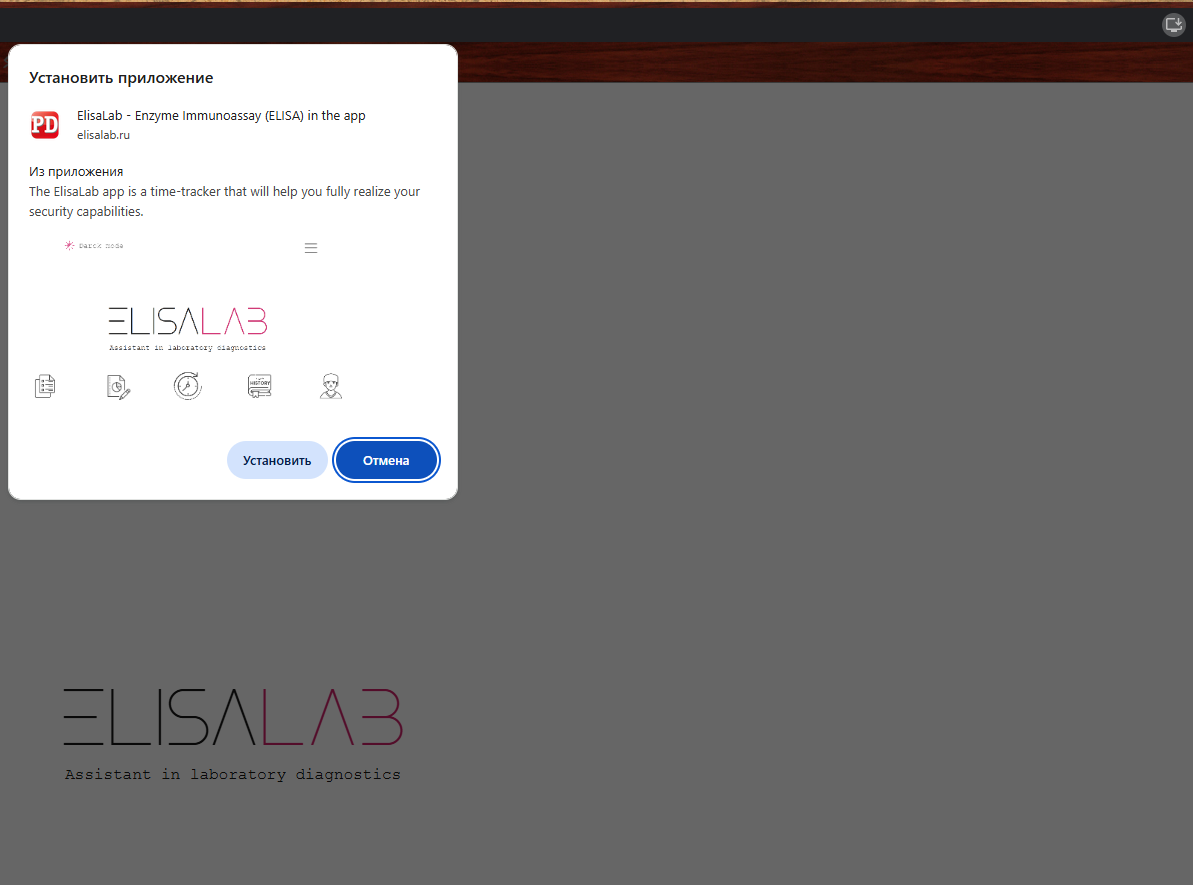 Установить приложение
PD
ElisaLab - Enzyme Immunoassay (ELISA) in the app
elisalab.ru
Из приложения
The ElisaLab app is a time-tracker that will help you fully realize your
security capabilities.
ELISALAB
Assistant in laboratory diagnostics
HISTORY
Установить
Отмена
ELISALAB
Assistant in laboratory diagnostics